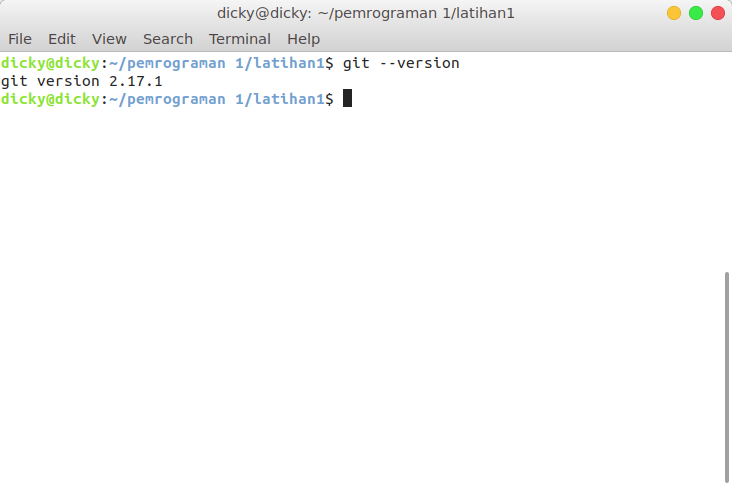 dicky@dicky: ~/pemrograman 1/latihan1
File Edit View Search Terminal Help
dicky@dicky:~/pemrograman 1/latihan1$ git --version
git version 2.17.1
dicky@dicky:~/pemrograman 1/latihan1$